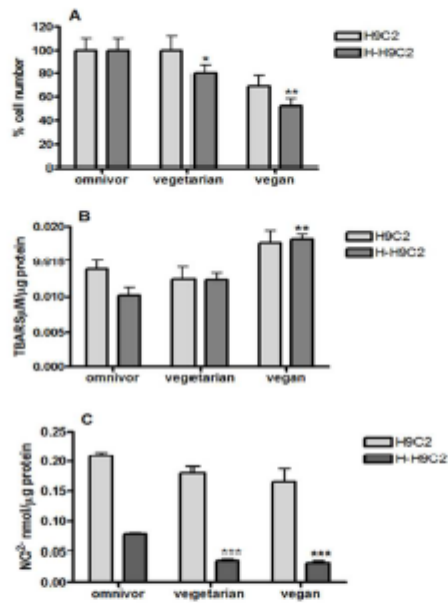 A
H9C2
H-H9C2
% cell number
120
100
80
60
40
20
0
*
**
omnivor vegetarian vegan
B
H9C2
H-H9C2
TBARSµM/µg protein
0.020
0.015
0.010
0.005
0.000
**
omnivor vegetarian vegan
C
H9C2
H-H9C2
NO²⁻ nmol/µg protein
0.25
0.20
0.15
0.10
0.05
0.00
***
***
omnivor vegetarian vegan